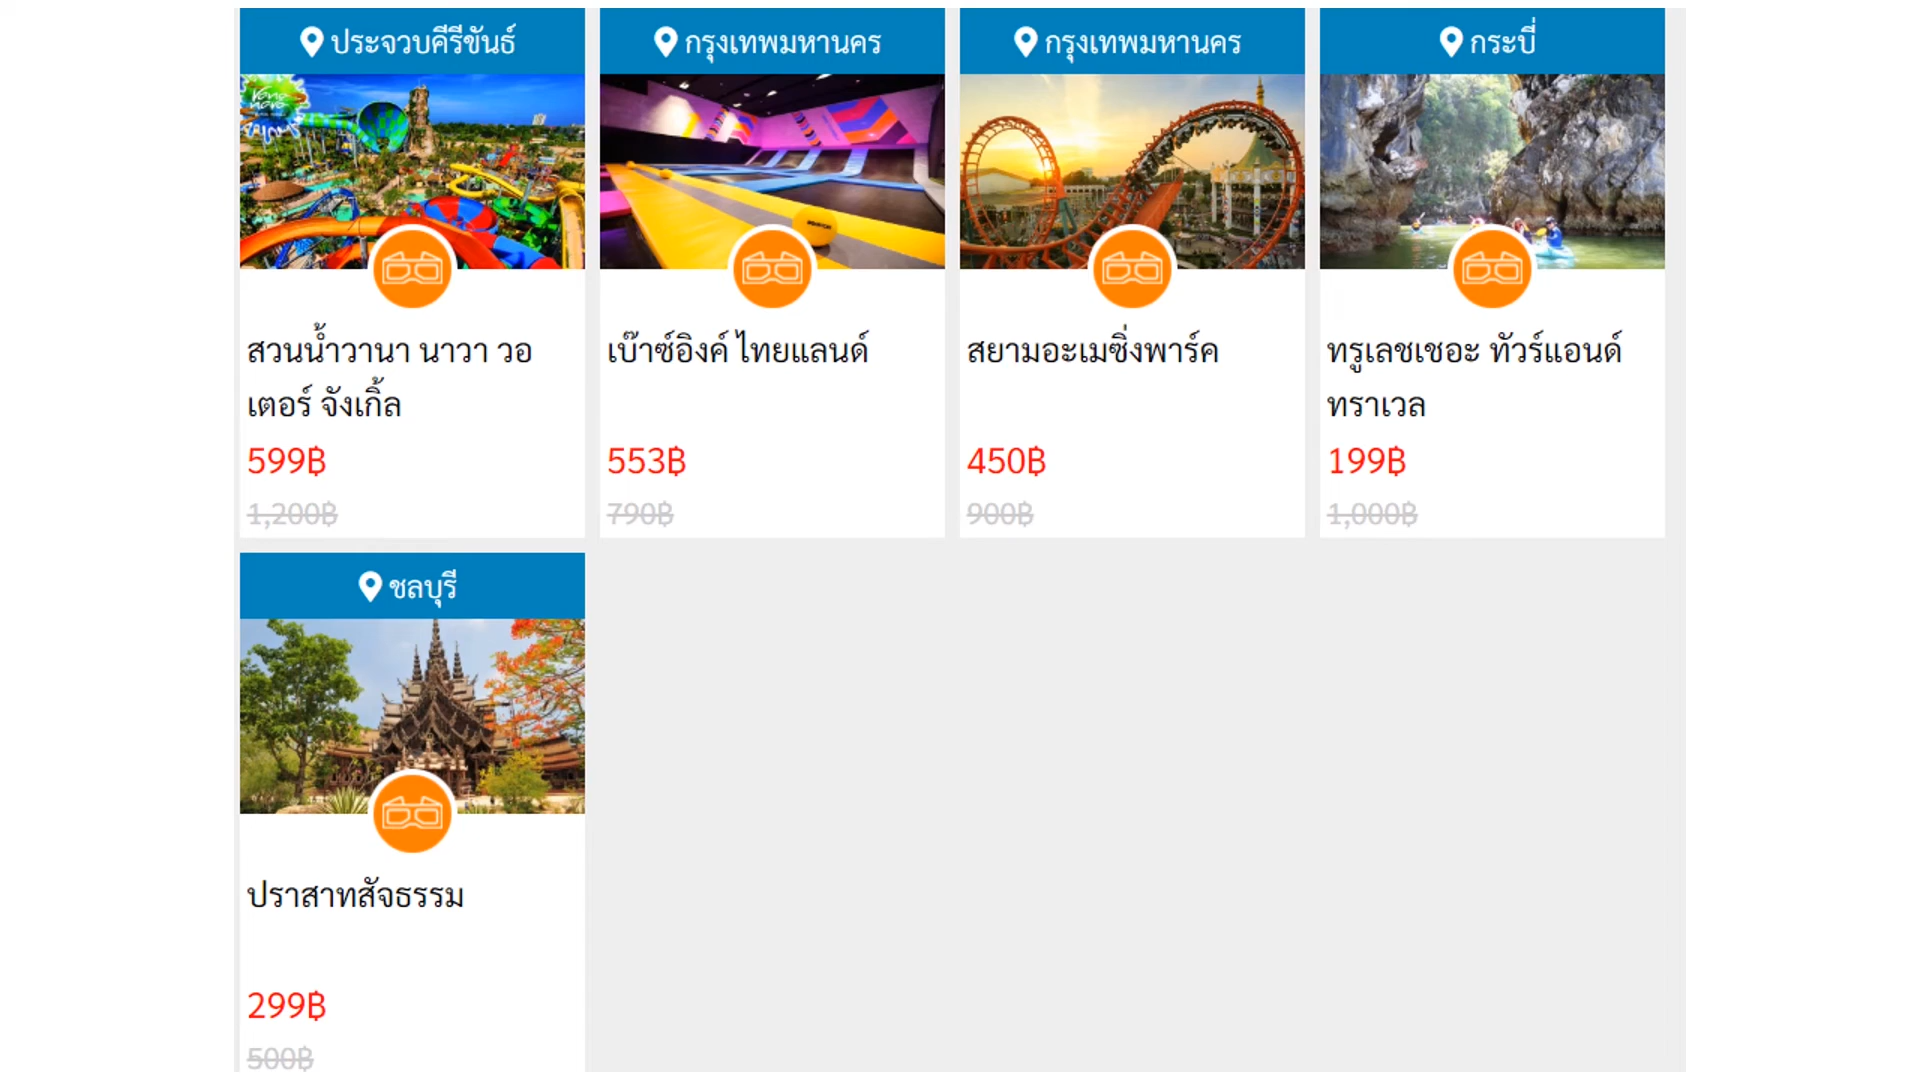 ประจวบคีรีขันธ์
Vana
nava
สวนน้ำวานา นาวา วอ
เตอร์ จังเกิ้ล
599฿
1,200฿
กรุงเทพมหานคร
เบ๊าซ์อิงค์ ไทยแลนด์
553฿
790฿
กรุงเทพมหานคร
สยามอะเมซิ่งพาร์ค
450฿
900฿
กระบี่
ทรูเลชเชอะ ทัวร์แอนด์
ทราเวล
199฿
1,000฿
ชลบุรี
ปราสาทสัจธรรม
299฿
500฿